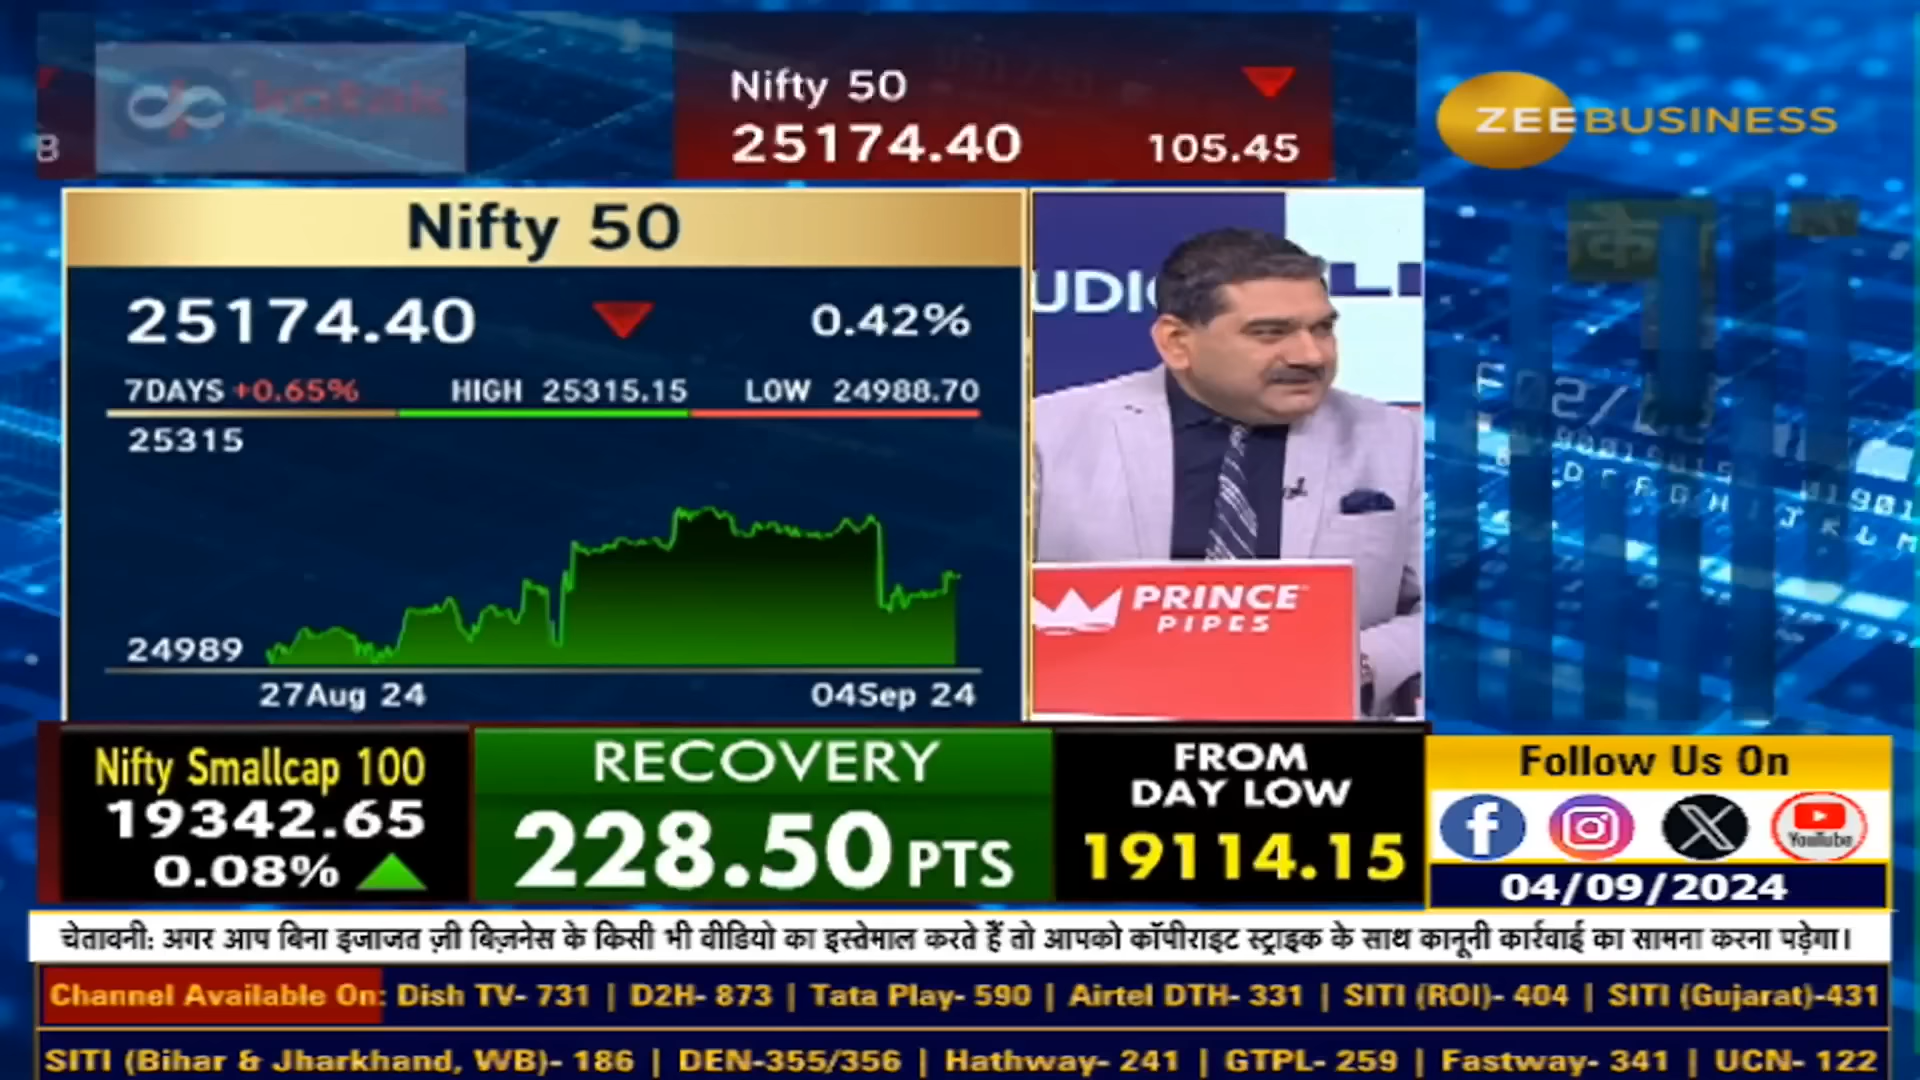 kotak
Nifty 50
25174.40 105.45
8
ZEEBUSINESS
Nifty 50
25174.40 0.42%
7DAYS +0.65% HIGH 25315.15 LOW 24988.70
25315
24989
27Aug 24 04Sep 24
UDI
PRINCE
PIPES
Nifty Smallcap 100
19342.65
0.08%
RECOVERY
228.50 PTS
FROM
DAY LOW
19114.15
Follow Us On
YouTube
04/09/2024
चेतावनी: अगर आप बिना इजाजत ज़ी बिज़नेस के किसी भी वीडियो का इस्तेमाल करते हैं तो आपको कॉपीराइट स्ट्राइक के साथ कानूनी कार्रवाई का सामना करना पड़ेगा।
Channel Available On: Dish TV- 731 | D2H- 873 | Tata Play- 590 | Airtel DTH- 331 | SITI (ROI)- 404 | SITI (Gujarat)-431
SITI (Bihar & Jharkhand, WB)- 186 | DEN-355/356 | Hathway- 241 | GTPL- 259 | Fastway- 341 | UCN- 122